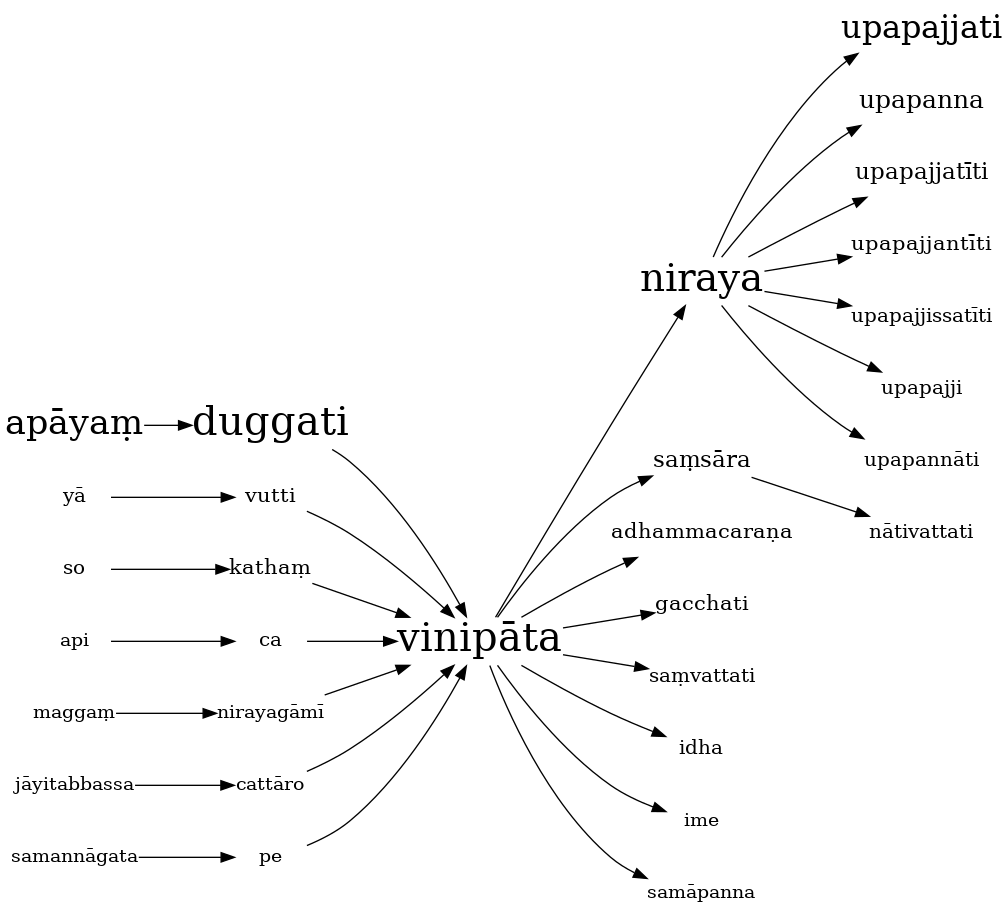 upapajjati
upapanna
upapajjatīti
upapajjantīti
niraya
upapajjissatīti
upapajji
apāyaṃ
duggati
saṃsāra
upapannāti
yā
vutti
adhammacaraṇa
nātivattati
so
kathaṃ
gacchati
api
ca
vinipāta
saṃvattati
maggaṃ
nirayagāmī
idha
jāyitabbassa
cattāro
ime
samannāgata
pe
samāpanna